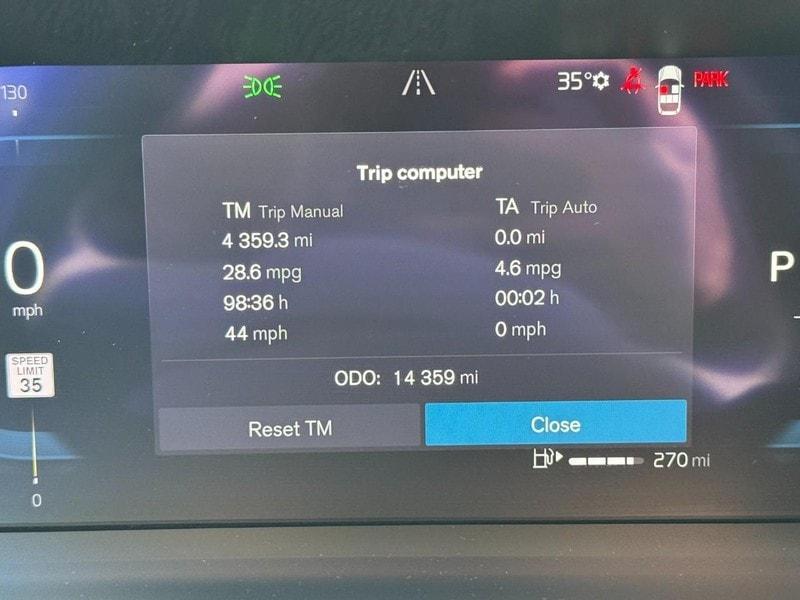 130
35°
PARK
Trip computer
TM Trip Manual
4 359.3 mi
28.6 mpg
98:36 h
44 mph
TA Trip Auto
0.0 mi
4.6 mpg
00:02 h
0 mph
ODO: 14 359 mi
Reset TM
Close
0
mph
P
SPEED
LIMIT
35
270 mi
0